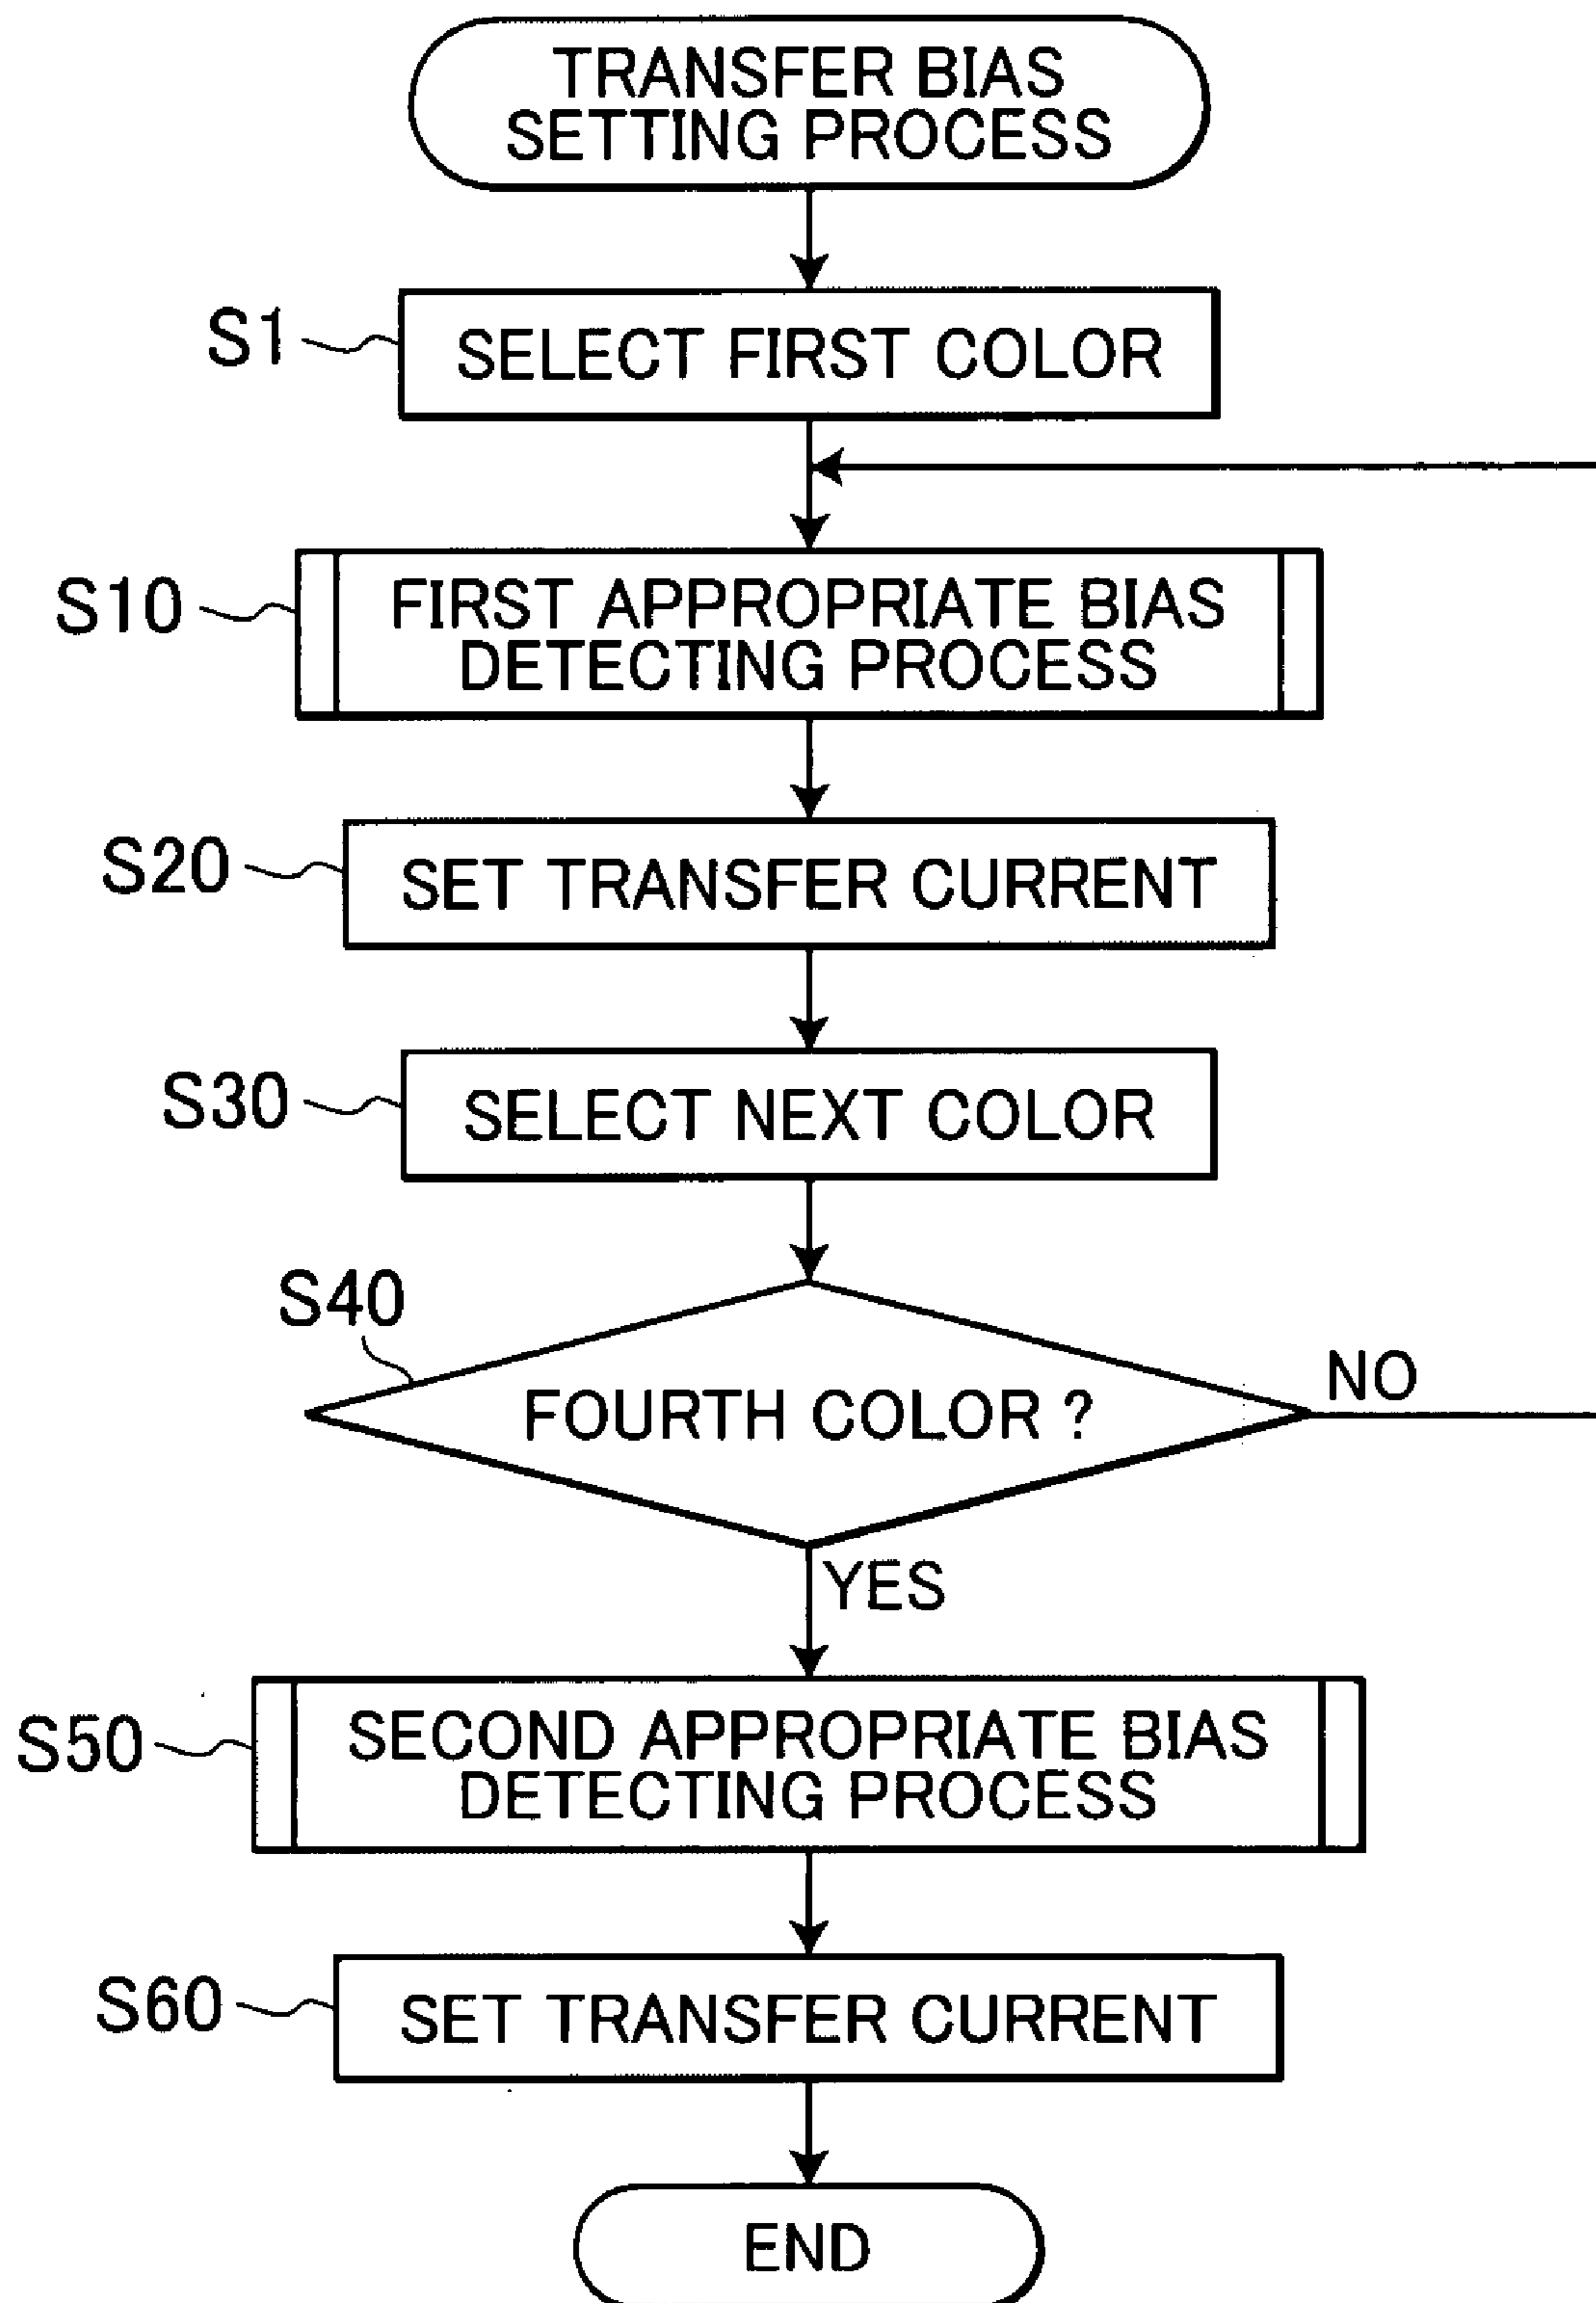 TRANSFER BIAS
SETTING PROCESS
S1
SELECT FIRST COLOR
S10
FIRST APPROPRIATE BIAS
DETECTING PROCESS
S20
SET TRANSFER CURRENT
S30
SELECT NEXT COLOR
S40
FOURTH COLOR ?
NO
YES
S50
SECOND APPROPRIATE BIAS
DETECTING PROCESS
S60
SET TRANSFER CURRENT
END